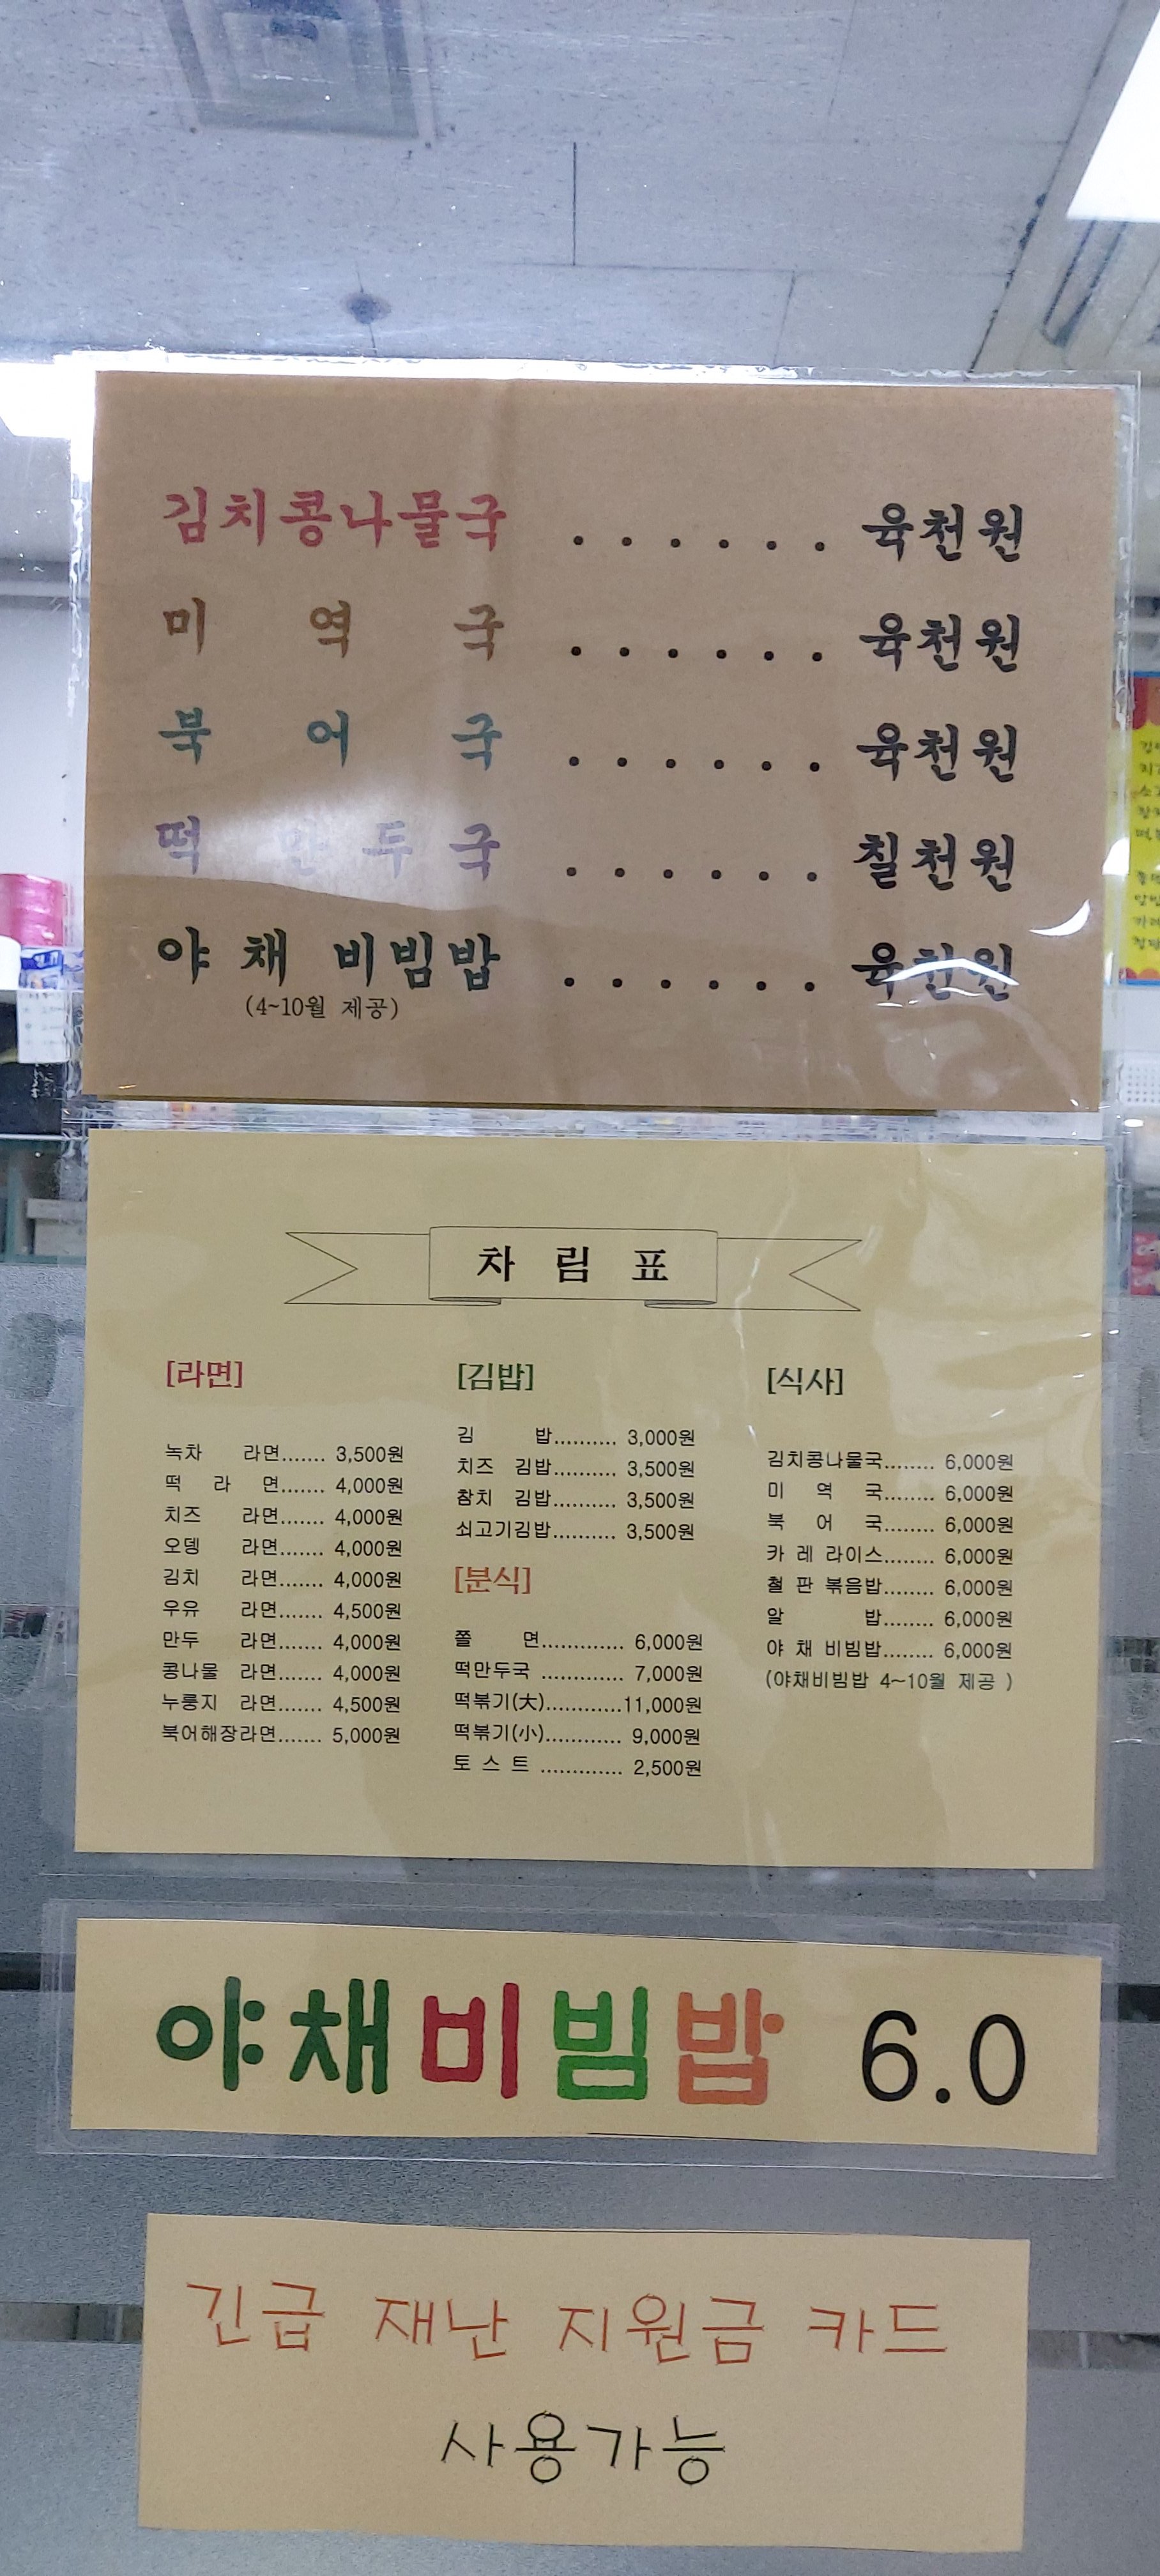 김치콩나물국 ...... 육천원
미 역 국 ...... 육천원
북 어 국 ...... 육천원
떡 만 두 국 ...... 칠천원
야 채 비빔밥 ...... 육천원
(4~10월 제공)
차 림 표
[라면]
녹차 라면....... 3,500원
떡 라 면....... 4,000원
치즈 라면....... 4,000원
오뎅 라면....... 4,000원
김치 라면....... 4,000원
우유 라면....... 4,500원
만두 라면....... 4,000원
콩나물 라면....... 4,000원
누룽지 라면....... 4,500원
북어해장라면....... 5,000원
[김밥]
김 밥.......... 3,000원
치즈 김밥.......... 3,500원
참치 김밥.......... 3,500원
쇠고기김밥.......... 3,500원
[분식]
쫄 면............. 6,000원
떡만두국 ............. 7,000원
떡볶기(大)............11,000원
떡볶기(小)............ 9,000원
토 스 트 ............. 2,500원
[식사]
김치콩나물국........ 6,000원
미 역 국........ 6,000원
북 어 국........ 6,000원
카 레 라이스........ 6,000원
철 판 볶음밥........ 6,000원
알 밥........ 6,000원
야 채 비빔밥........ 6,000원
(야채비빔밥 4~10월 제공 )
야채비빔밥 6.0
긴급 재난 지원금 카드
사용가능